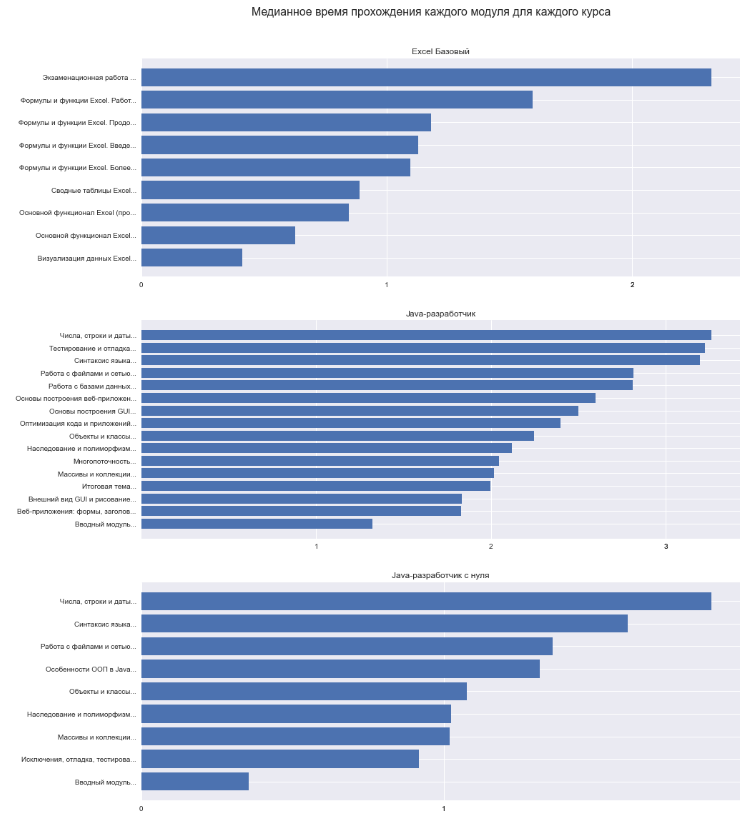 Медианное время прохождения каждого модуля для каждого курса
Excel Базовый
Экзаменационная работа ...
Формулы и функции Excel. Работ...
Формулы и функции Excel. Продо...
Формулы и функции Excel. Введе...
Формулы и функции Excel. Более...
Сводные таблицы Excel...
Основной функционал Excel (про...
Основной функционал Excel...
Визуализация данных Excel...
0 1 2
Java-разработчик
Числа, строки и даты...
Тестирование и отладка...
Синтаксис языка...
Работа с файлами и сетью...
Работа с базами данных...
Основы построения веб-приложен...
Основы построения GUI...
Оптимизация кода и приложений...
Объекты и классы...
Наследование и полиморфизм...
Многопоточность...
Массивы и коллекции...
Итоговая тема...
Внешний вид GUI и рисование...
Веб-приложения: формы, заголов...
Вводный модуль...
1 2 3
Java-разработчик с нуля
Числа, строки и даты...
Синтаксис языка...
Работа с файлами и сетью...
Особенности ООП в Java...
Объекты и классы...
Наследование и полиморфизм...
Массивы и коллекции...
Исключения, отладка, тестирова...
Вводный модуль...
0 1